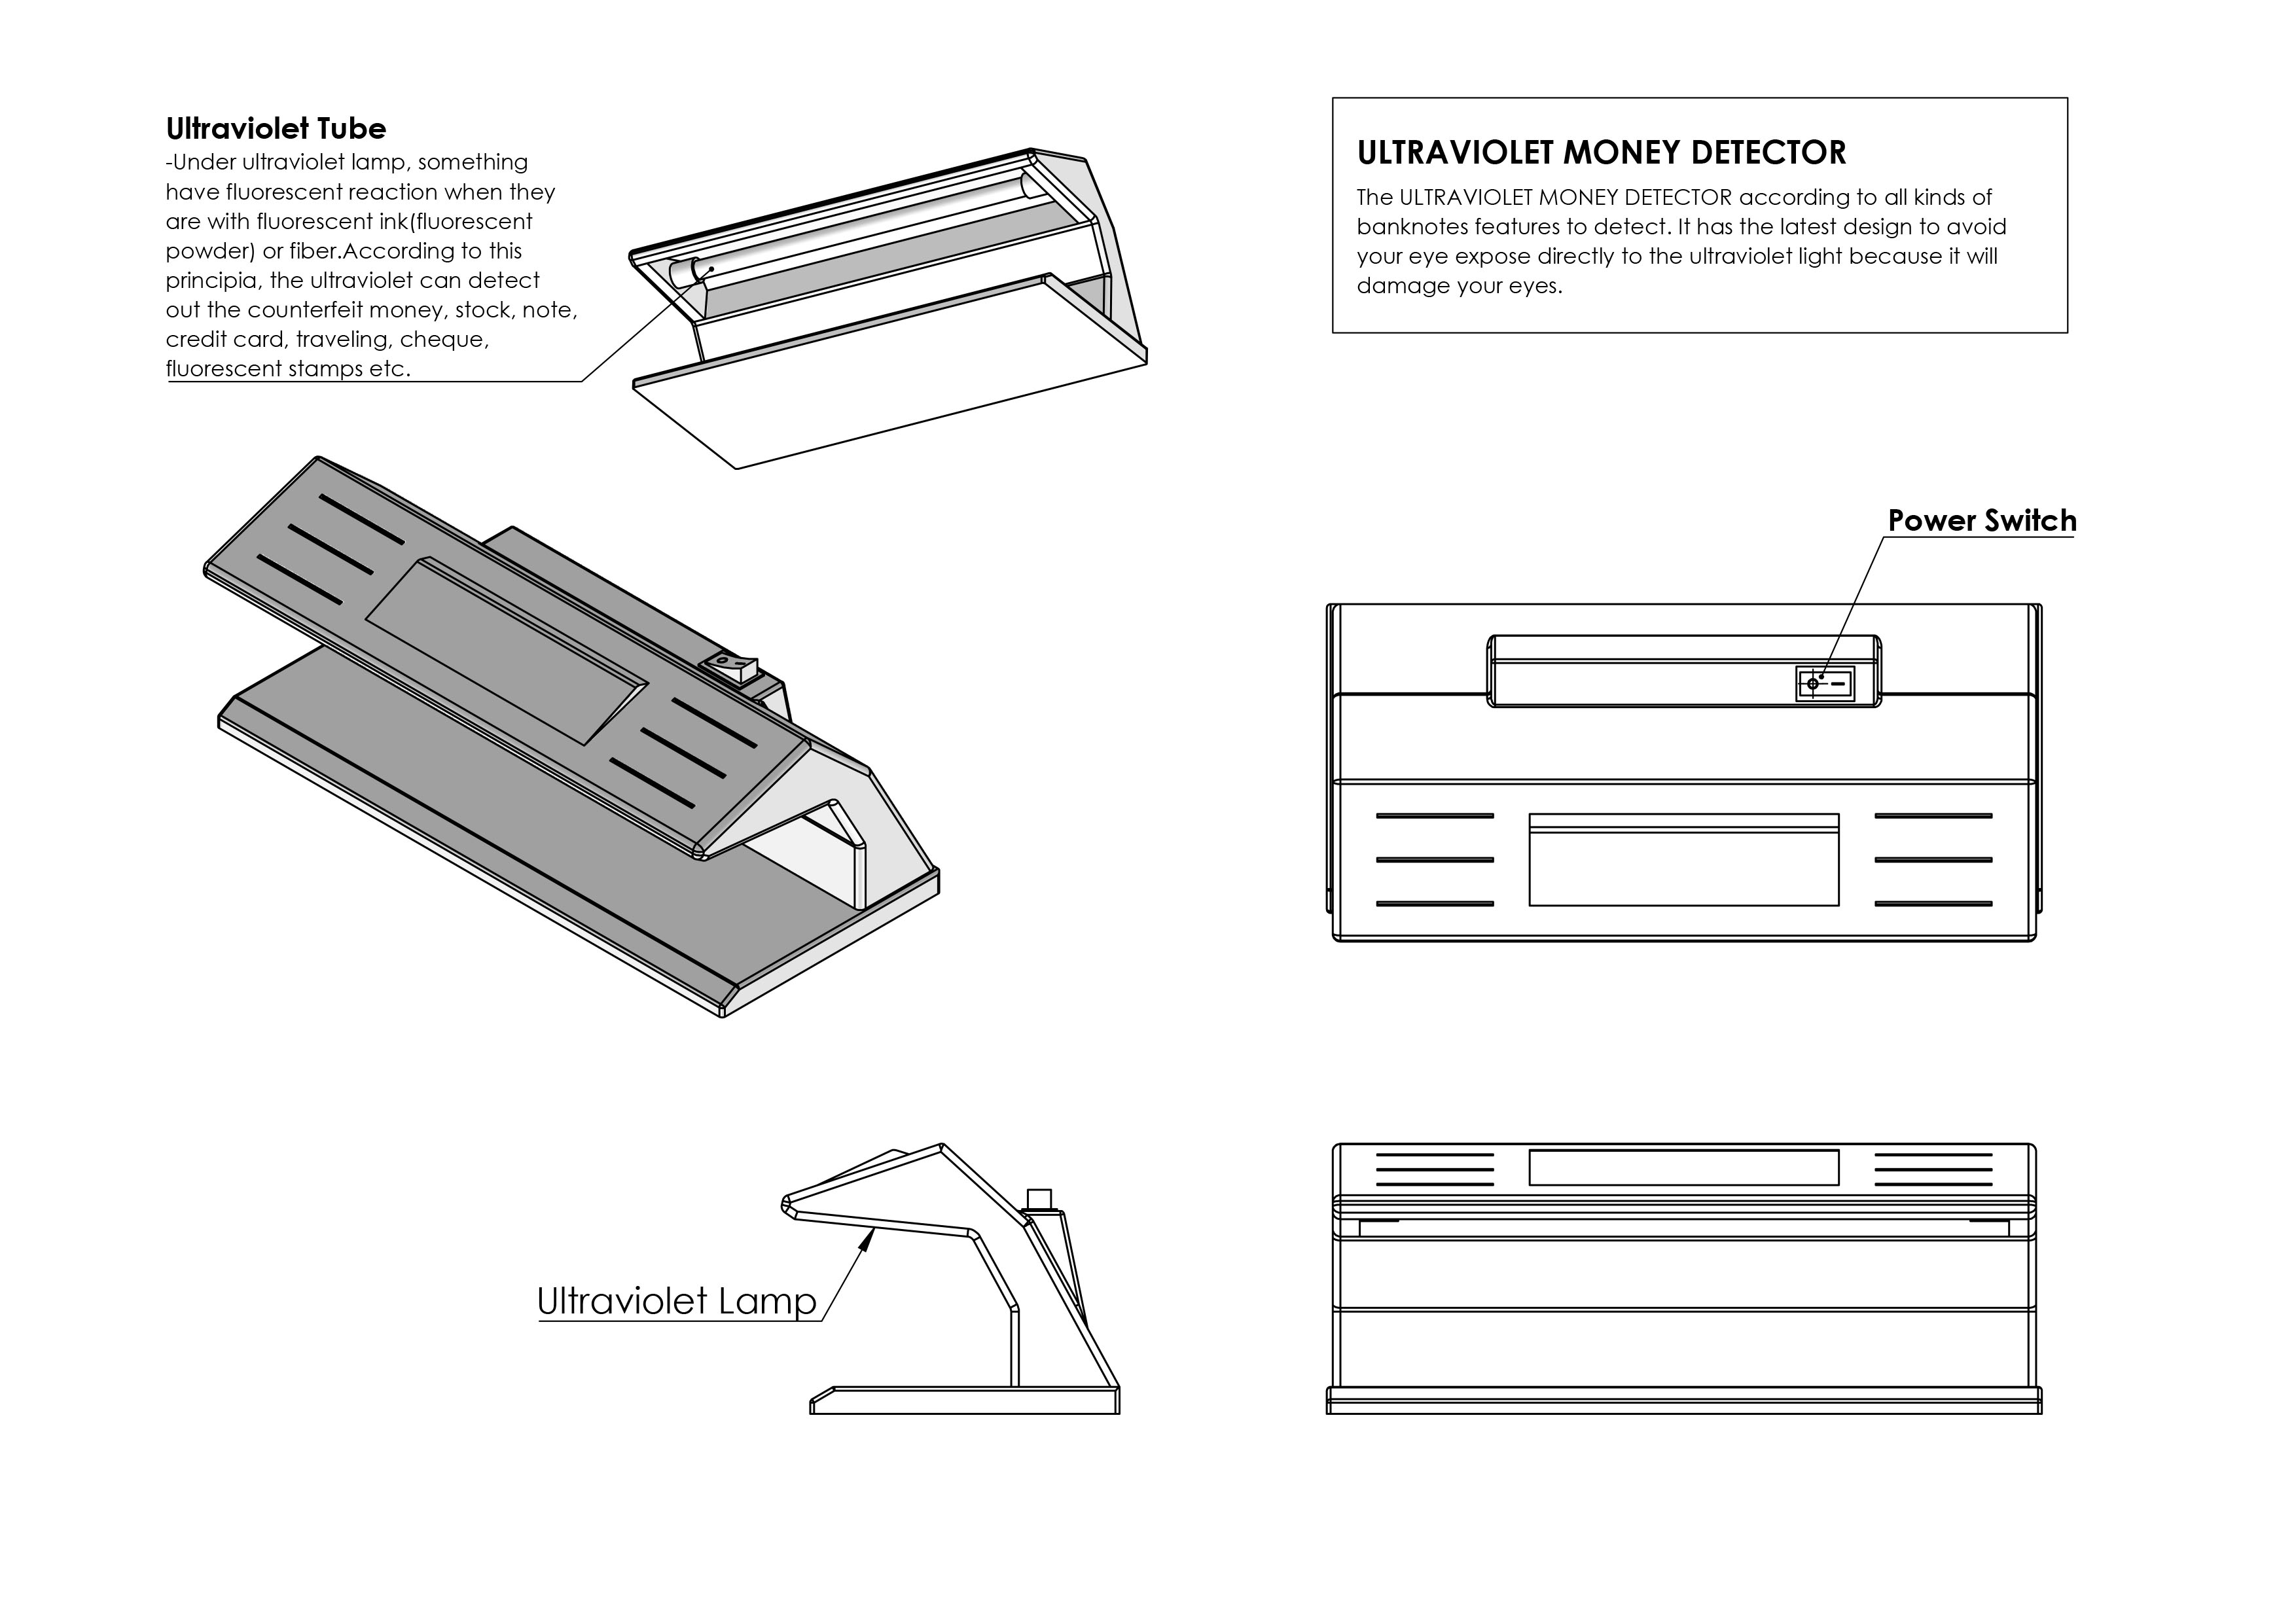 Ultraviolet Tube
-Under ultraviolet lamp, something
have fluorescent reaction when they
are with fluorescent ink(fluorescent
powder) or fiber.According to this
principia, the ultraviolet can detect
out the counterfeit money, stock, note,
credit card, traveling, cheque,
fluorescent stamps etc.
ULTRAVIOLET MONEY DETECTOR
The ULTRAVIOLET MONEY DETECTOR according to all kinds of
banknotes features to detect. It has the latest design to avoid
your eye expose directly to the ultraviolet light because it will
damage your eyes.
Power Switch
Ultraviolet Lamp